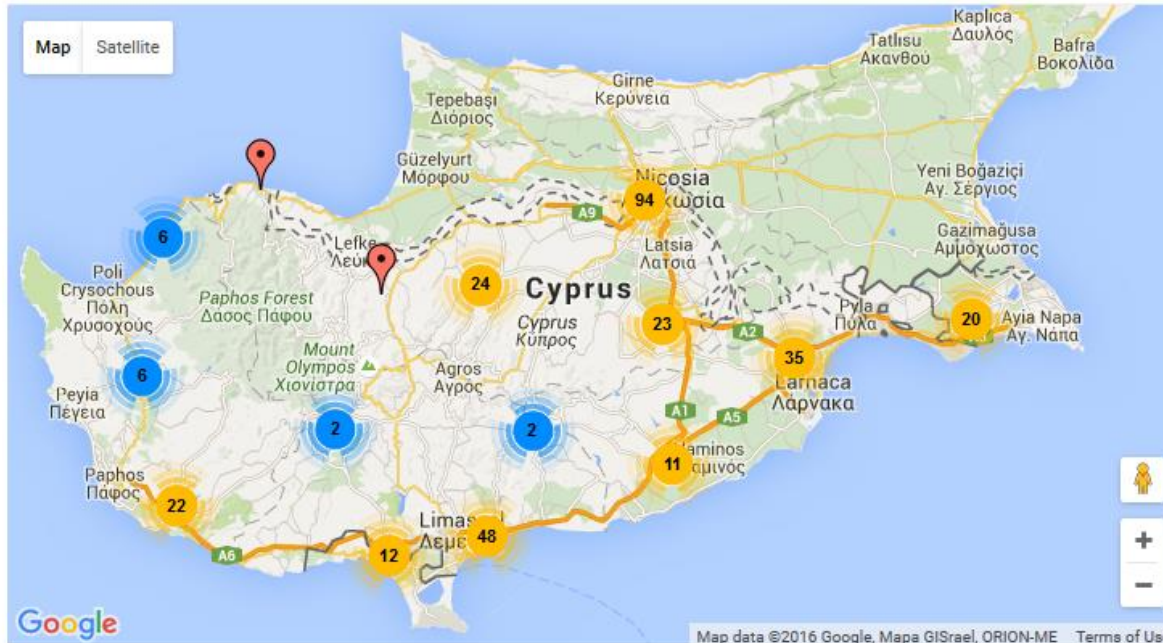 Map Satellite
Kaplıca
Δαυλός
Tatlısu
Ακανθού
Bafra
Βοκολίδα
Girne
Κερύνειά
Tepebaşı
Διόριος
Güzelyurt
Μόρφου
Nicosia
94
A9
Yeni Boğaziçi
Αγ. Σέργιος
Gazimağusa
Αμμόχωστος
6
Lefke
Latsia
Λατσιά
Poli
Crysochous
Πόλη
Χρυσοχούς
Paphos Forest
Δάσος Πάφου
24
Cyprus
Cyprus
Κύπρος
23
A2
Pyla
Πύλα
20
Ayia Napa
Αγ. Νάπα
35
Larnaca
Λάρνακα
Mount
Olympos
Χιονίστρα
Agros
Αγρός
6
Peyia
Πέγεια
2
2
A1
A5
11
Paphos
Πάφος
22
A6
12
48
+
−
Google
Map data ©2016 Google, Mapa GISrael, ORION-ME Terms of Us